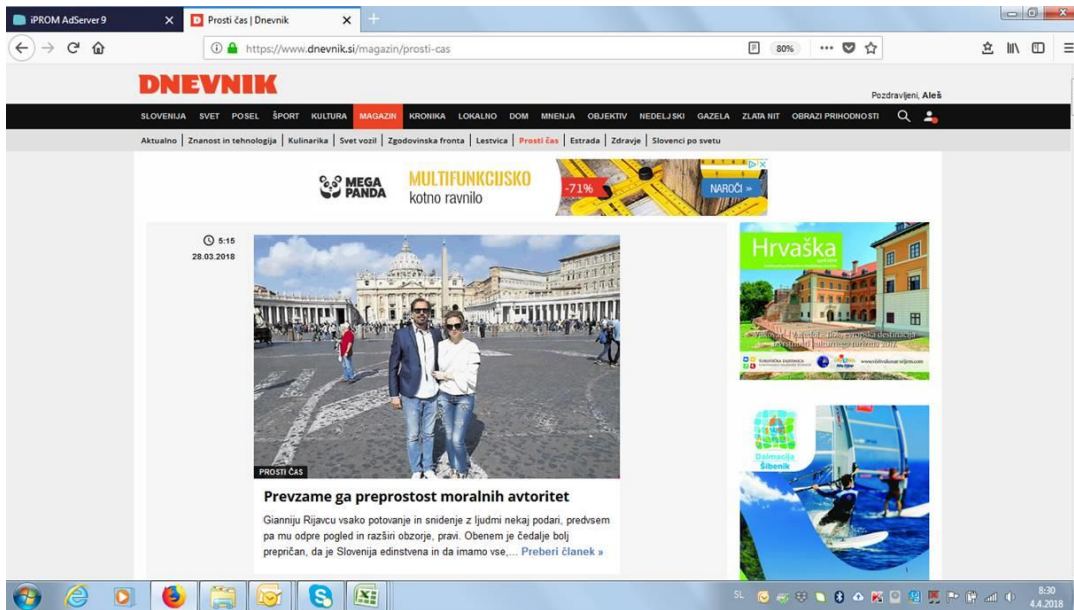 iPROM AdServer 9
Prosti čas | Dnevnik
https://www.dnevnik.si/magazin/prosti-cas
80%
DNEVNIK
Pozdravljeni, Aleš
SLOVENIJA SVET POSEL ŠPORT KULTURA MAGAZIN KRONIKA LOKALNO DOM MNENJA OBJEKTIV NEDELJSKI GAZELA ZLATA NIT OBRAZI PRIHODNOSTI
Aktualno | Znanost in tehnologija | Kulinarika | Svet vozil | Zgodovinska fronta | Lestvica | Prosti čas | Estrada | Zdravje | Slovenci po svetu
MEGA
PANDA
MULTIFUNKCIJSKO
kotno ravnilo
-71%
NAROČI »
5:15
28.03.2018
Hrvaška
PROSTI ČAS
Prevzame ga preprostost moralnih avtoritet
Gianniju Rijavcu vsako potovanje in snidenje z ljudmi nekaj podari, predvsem
pa mu odpre pogled in razširi obzorje, pravi. Obenem je čedalje bolj
prepričan, da je Slovenija edinstvena in da imamo vse,... Preberi članek »
Dalmacija
Šibenik
SL
8:30
4.4.2018